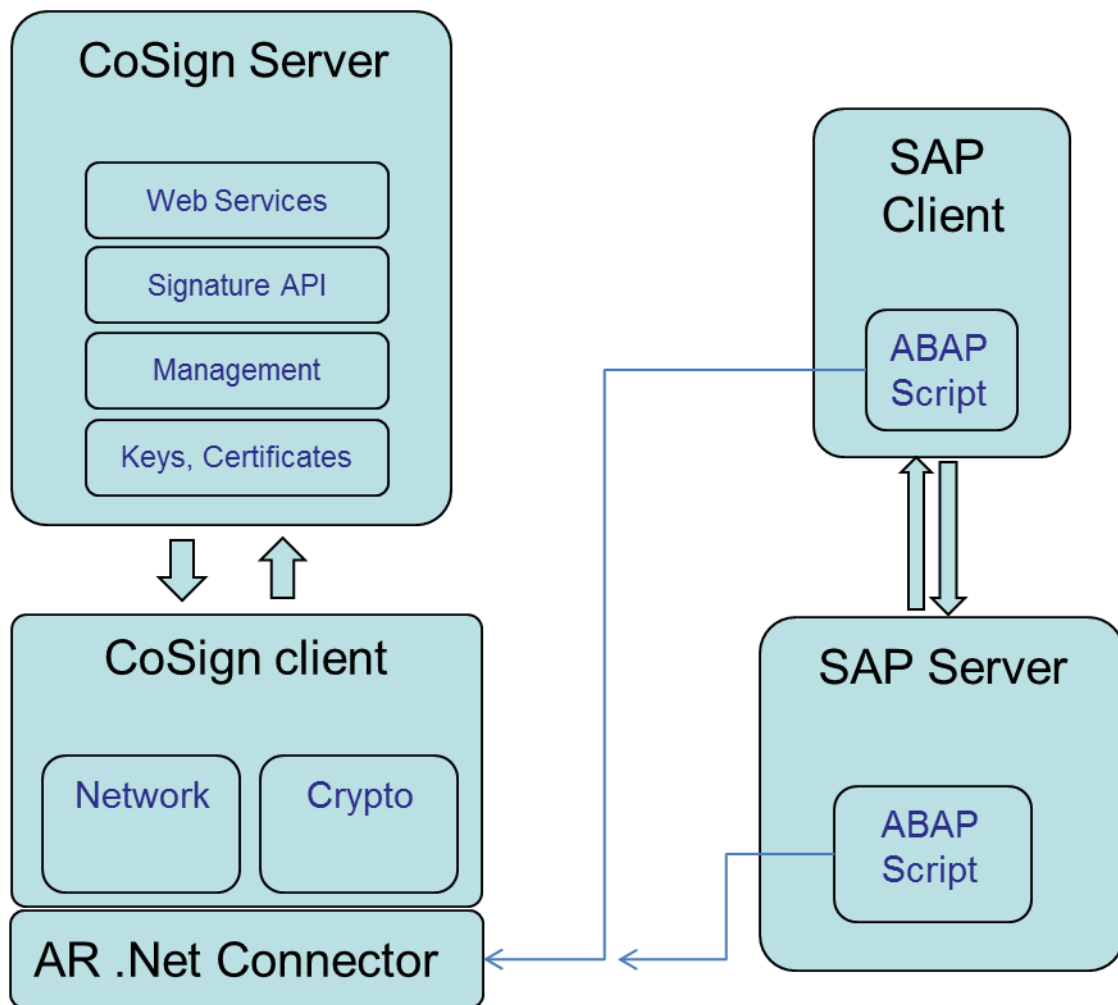 CoSign Server
Web Services
Signature API
Management
Keys, Certificates
CoSign client
Network
Crypto
AR .Net Connector
SAP
Client
ABAP
Script
SAP Server
ABAP
Script